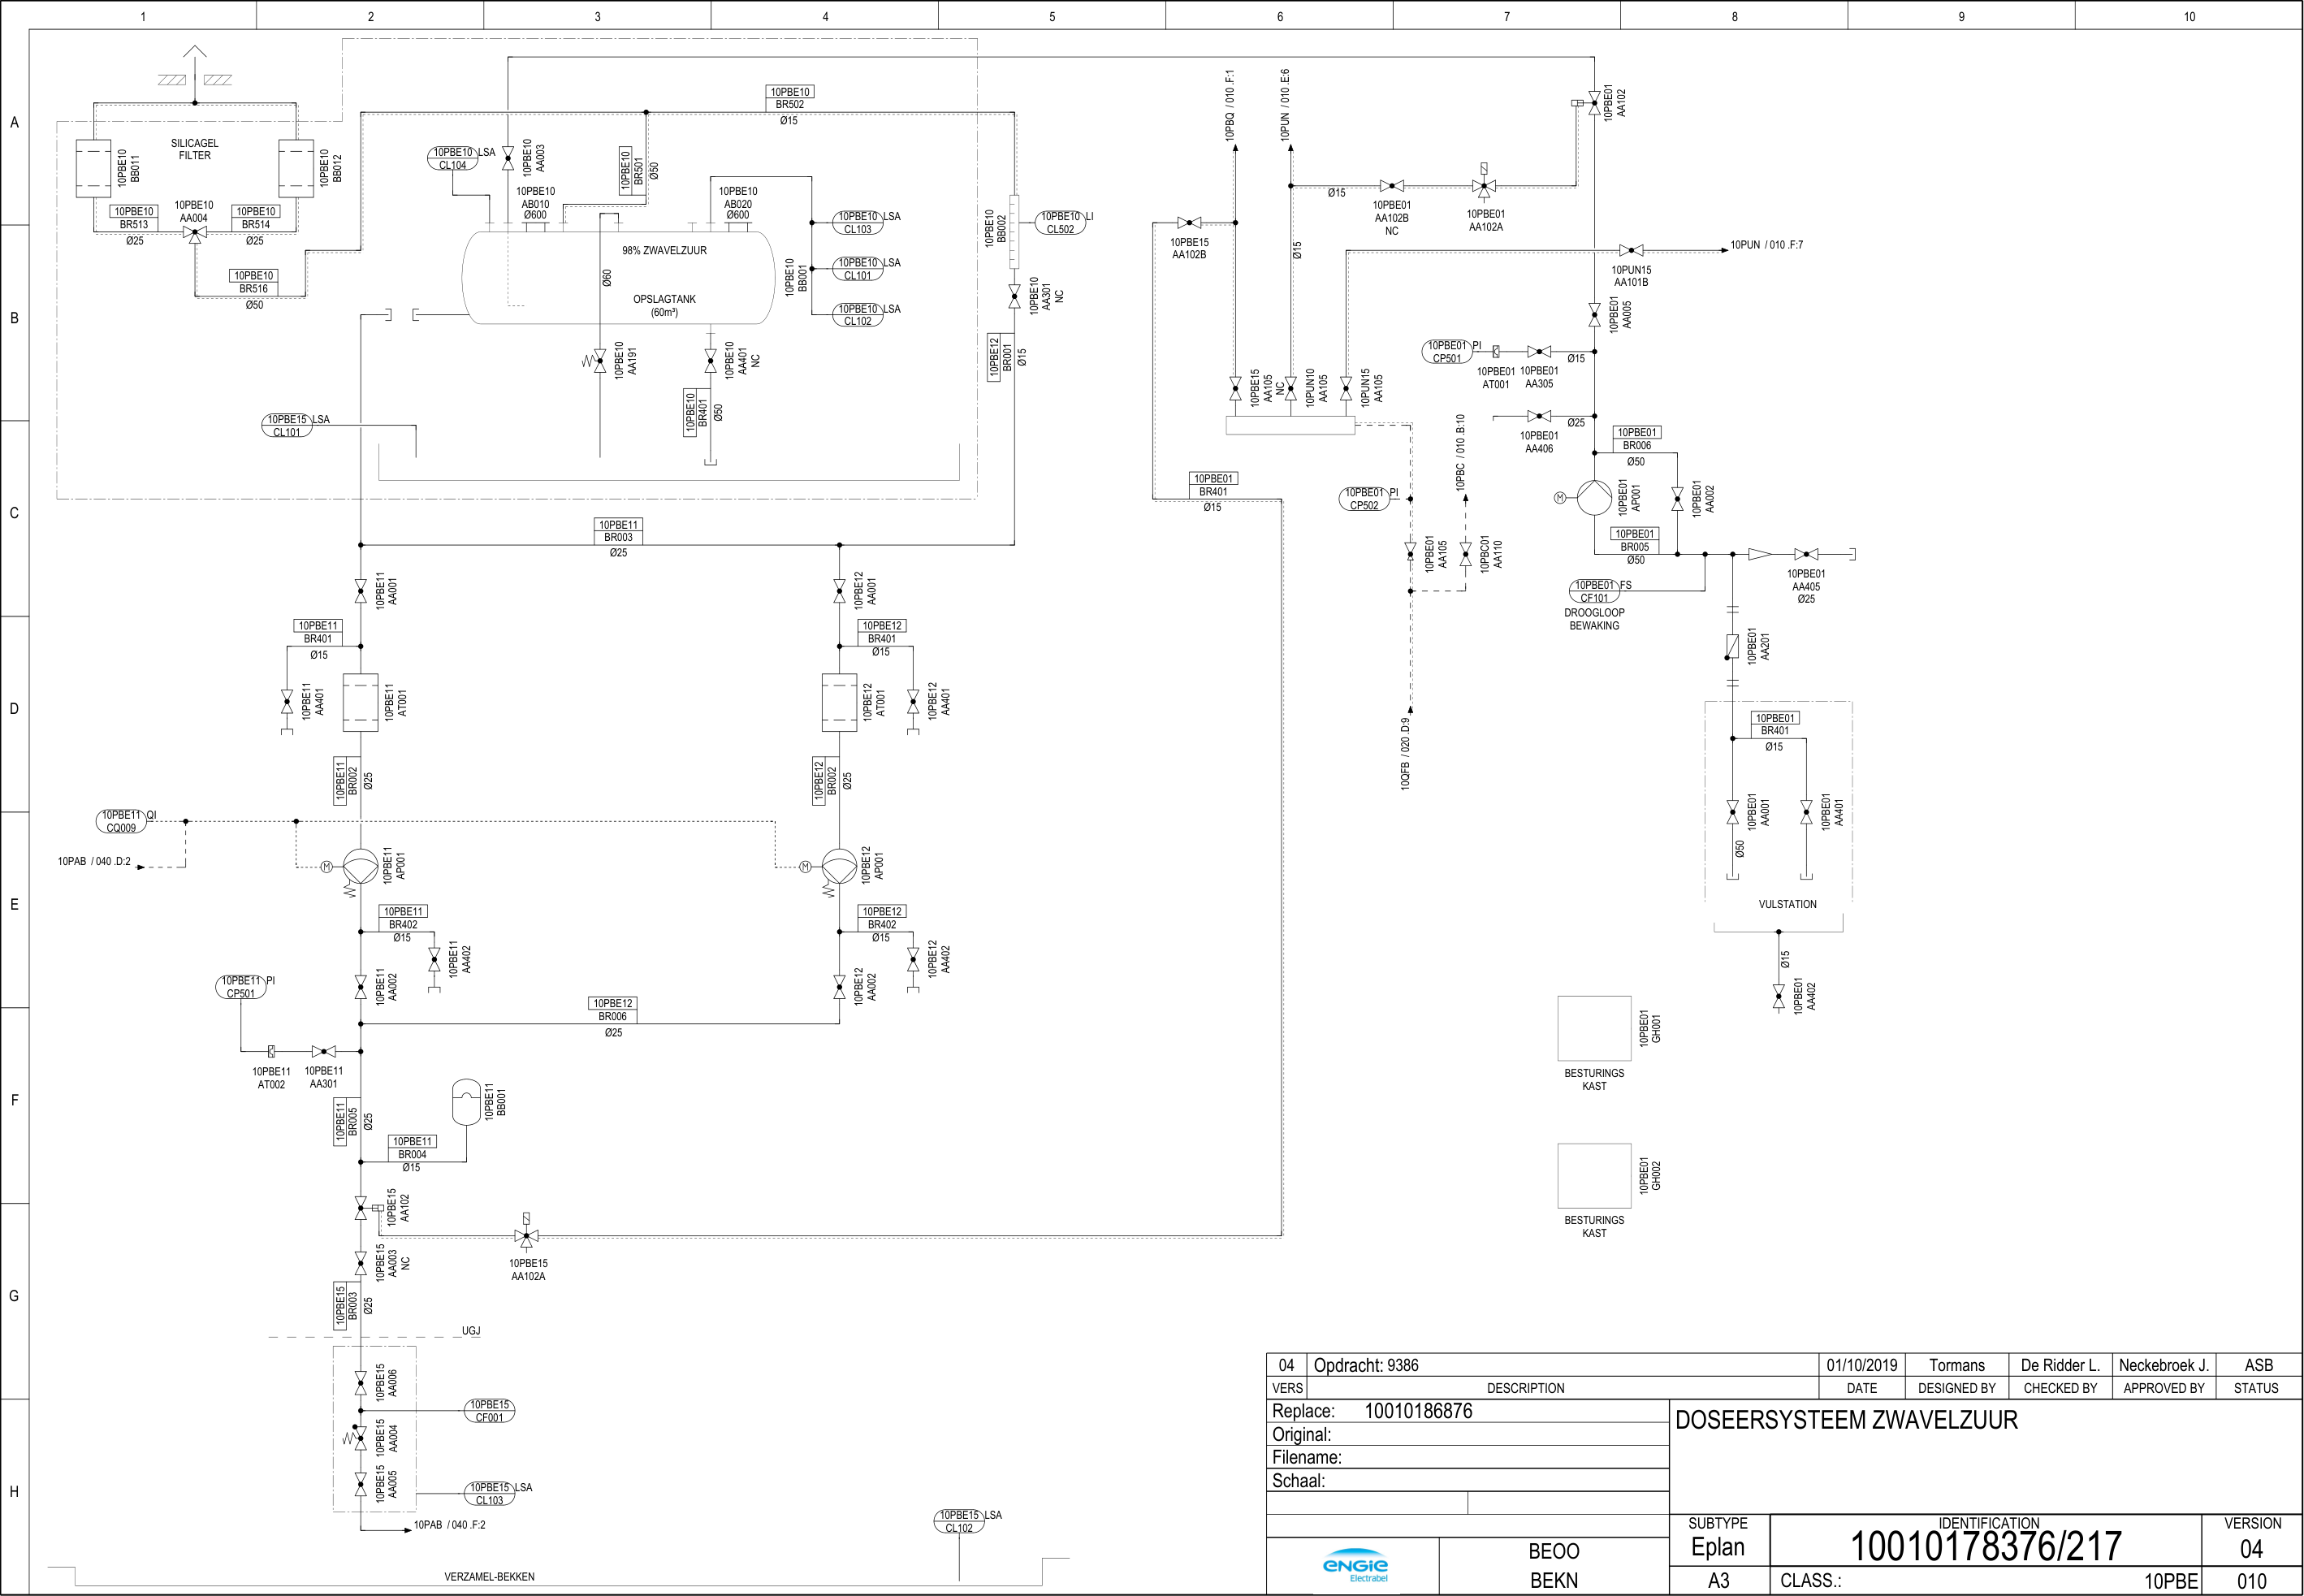 1 2 3 4 5 6 7 8 9 10
A
B
C
D
E
F
G
H
SILICAGEL
FILTER
10PBE10
BB011
10PBE10
BB012
10PBE10
AA004
10PBE10
BR513
Ø25
10PBE10
BR514
Ø25
10PBE10
BR516
Ø50
10PBE10 LSA
CL104
10PBE10
AA003
10PBE10
BR501
Ø50
10PBE10
BR502
Ø15
10PBE10
AB010
Ø600
10PBE10
AB020
Ø600
98% ZWAVELZUUR
OPSLAGTANK
(60m³)
Ø60
10PBE10
BB001
10PBE10 LSA
CL103
10PBE10 LSA
CL101
10PBE10 LSA
CL102
10PBE10
BB002
10PBE10 LI
CL502
10PBE10
AA301
NC
10PBE12
BR001
Ø15
10PBE10
AA191
10PBE10
AA401
NC
10PBE10
BR401
Ø50
10PBE15 LSA
CL101
10PBE11
BR003
Ø25
10PBE11
AA001
10PBE12
AA001
10PBE11
BR401
Ø15
10PBE12
BR401
Ø15
10PBE11
AA401
10PBE11
AT001
10PBE12
AT001
10PBE12
AA401
10PBE11
BR002
Ø25
10PBE12
BR002
Ø25
10PBE11 QI
CQ009
10PAB / 040 .D:2
M
10PBE11
AP001
M
10PBE12
AP001
10PBE11
BR402
Ø15
10PBE12
BR402
Ø15
10PBE11
AA402
10PBE12
AA402
10PBE11
AA002
10PBE12
AA002
10PBE11 PI
CP501
10PBE12
BR006
Ø25
10PBE11
AT002
10PBE11
AA301
10PBE11
BR005
Ø25
10PBE11
BB001
10PBE11
BR004
Ø15
10PBE15
AA102
10PBE15
AA003
NC
10PBE15
AA102A
10PBE15
BR003
Ø25
UGJ
10PBE15
AA006
10PBE15
CF001
10PBE15
AA004
10PBE15
AA005
10PBE15 LSA
CL103
10PAB / 040 .F:2
10PBE15 LSA
CL102
VERZAMEL-BEKKEN
10PBQ / 010 .F:1
10PUN / 010 .E:6
10PBE15
AA102B
Ø15
Ø15
10PBE01
AA102B
NC
10PBE01
AA102A
10PBE01
AA102
10PUN / 010 .F:7
10PUN15
AA101B
10PBE15
AA105
NC
10PUN10
AA105
10PUN15
AA105
10PBE01
BR401
Ø15
10PBE01 PI
CP502
10PBC / 010 .B:10
10PBE01
AA105
10PBC01
AA110
10QFB / 020 .D:9
10PBE01
AA005
10PBE01 PI
CP501
10PBE01
AT001
10PBE01
AA305
Ø15
10PBE01
AA406
Ø25
10PBE01
BR006
Ø50
M
10PBE01
AP001
10PBE01
AA002
10PBE01
BR005
Ø50
10PBE01 FS
CF101
DROOGLOOP
BEWAKING
10PBE01
AA405
Ø25
10PBE01
AA201
10PBE01
BR401
Ø15
10PBE01
AA001
10PBE01
AA401
Ø50
VULSTATION
Ø15
10PBE01
AA402
10PBE01
GH001
BESTURINGS
KAST
10PBE01
GH002
BESTURINGS
KAST
04 Opdracht: 9386 01/10/2019 Tormans De Ridder L. Neckebroek J. ASB
VERS DESCRIPTION DATE DESIGNED BY CHECKED BY APPROVED BY STATUS
Replace: 10010186876
Original:
Filename:
Schaal:
DOSEERSYSTEEM ZWAVELZUUR
ENGIE
Electrabel
BEOO
BEKN
SUBTYPE
Eplan
A3
IDENTIFICATION
10010178376/217
CLASS.: 10PBE
VERSION
04
010